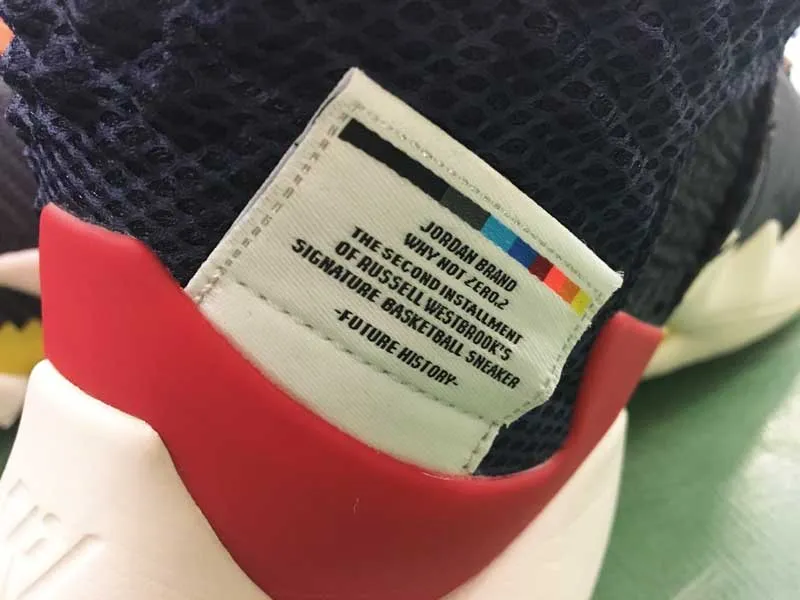 JORDAN BRAND
WHY NOT ZER0.2
THE SECOND INSTALLMENT
OF RUSSELL WESTBROOK'S
SIGNATURE BASKETBALL SNEAKER
-FUTURE HISTORY-